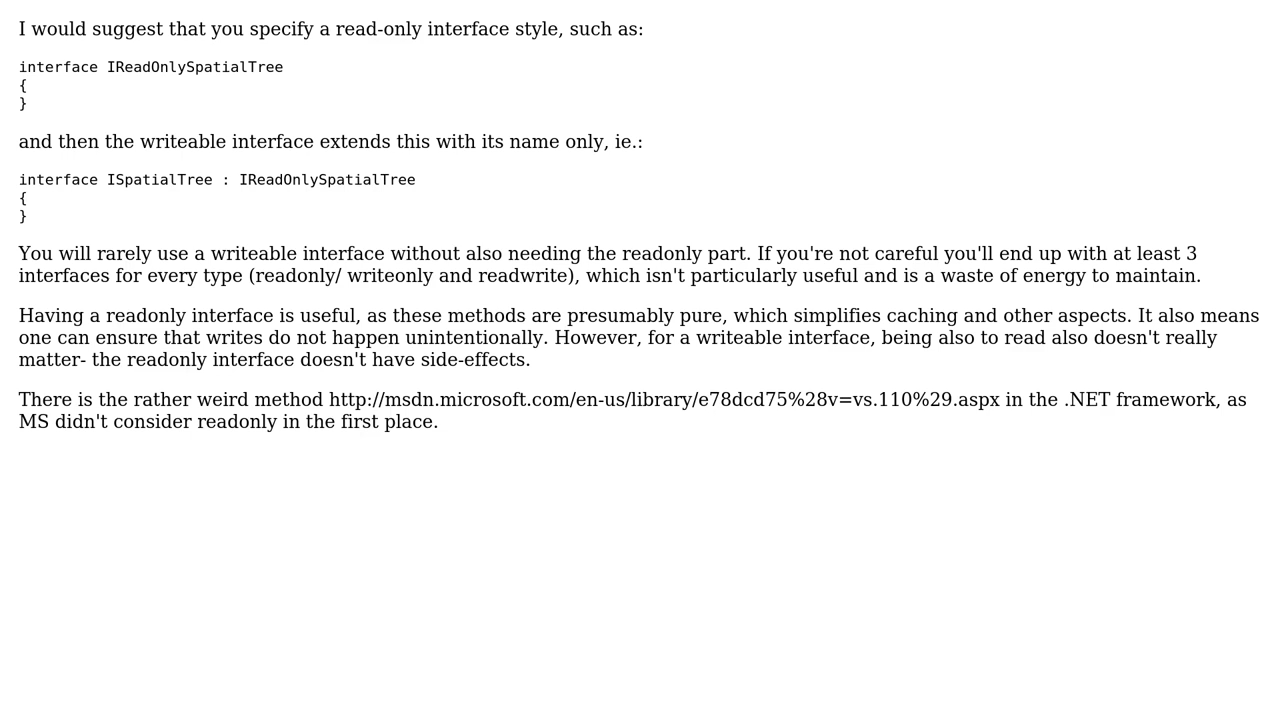 I would suggest that you specify a read-only interface style, such as:
interface IReadOnlySpatialTree
{
}
and then the writeable interface extends this with its name only, ie.:
interface ISpatialTree : IReadOnlySpatialTree
{
}
You will rarely use a writeable interface without also needing the readonly part. If you're not careful you'll end up with at least 3
interfaces for every type (readonly/ writeonly and readwrite), which isn't particularly useful and is a waste of energy to maintain.
Having a readonly interface is useful, as these methods are presumably pure, which simplifies caching and other aspects. It also means
one can ensure that writes do not happen unintentionally. However, for a writeable interface, being also to read also doesn't really
matter- the readonly interface doesn't have side-effects.
There is the rather weird method http://msdn.microsoft.com/en-us/library/e78dcd75%28v=vs.110%29.aspx in the .NET framework, as
MS didn't consider readonly in the first place.